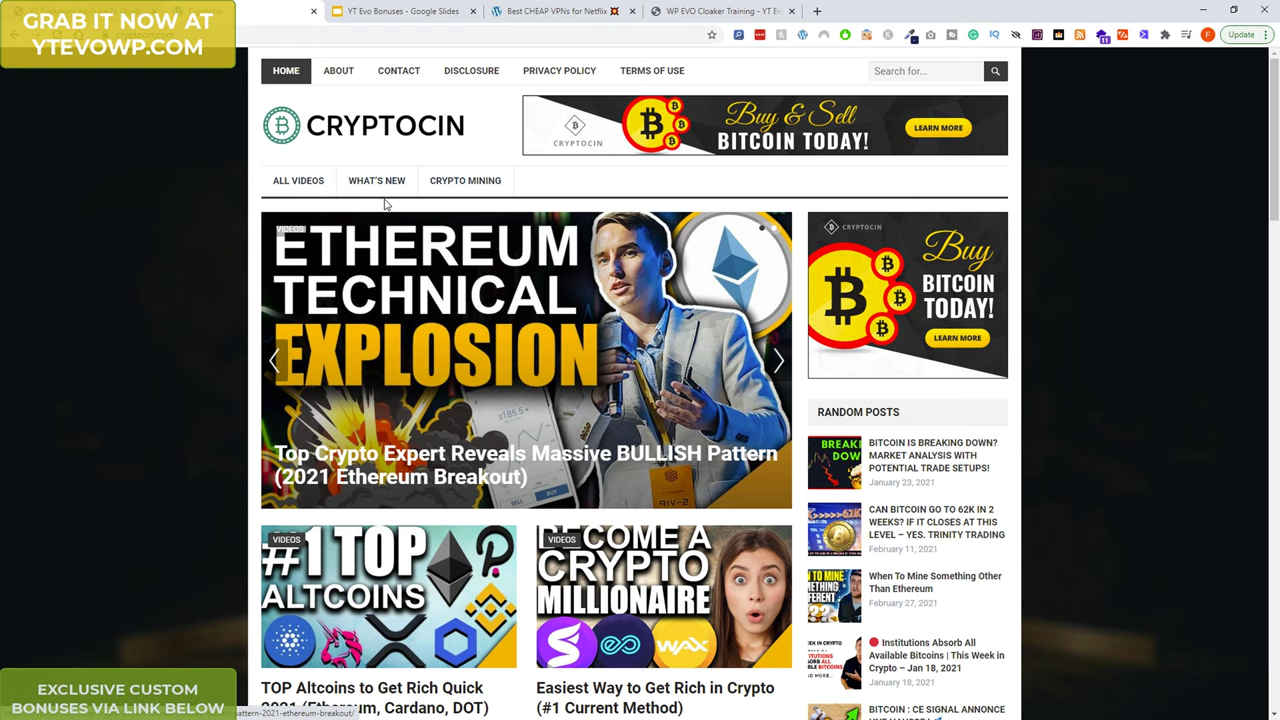 GRAB IT NOW AT
YTEVOWP.COM
YT Evo Bonuses - Google Slides
Best CHEAP VPNs for Netflix
WP EVO Cloaker Training - YT Ev
Update
HOME
ABOUT
CONTACT
DISCLOSURE
PRIVACY POLICY
TERMS OF USE
Search for...
CRYPTOCIN
CRYPTOCIN
Buy & Sell
BITCOIN TODAY!
LEARN MORE
ALL VIDEOS
WHAT'S NEW
CRYPTO MINING
VIDEOS
ETHEREUM
TECHNICAL
EXPLOSION
Top Crypto Expert Reveals Massive BULLISH Pattern
(2021 Ethereum Breakout)
CRYPTOCIN
Buy
BITCOIN
TODAY!
LEARN MORE
RANDOM POSTS
BITCOIN IS BREAKING DOWN?
MARKET ANALYSIS WITH
POTENTIAL TRADE SETUPS!
January 23, 2021
CAN BITCOIN GO TO 62K IN 2
WEEKS? IF IT CLOSES AT THIS
LEVEL – YES. TRINITY TRADING
February 11, 2021
When To Mine Something Other
Than Ethereum
February 27, 2021
Institutions Absorb All
Available Bitcoins | This Week in
Crypto – Jan 18, 2021
January 18, 2021
BITCOIN : CE SIGNAL ANNONCE
VIDEOS
#1 TOP
ALTCOINS
TOP Altcoins to Get Rich Quick
2021 (Ethereum, Cardano, DOT)
VIDEOS
BECOME A
CRYPTO
MILLIONAIRE
WAX
Easiest Way to Get Rich in Crypto
(#1 Current Method)
EXCLUSIVE CUSTOM
BONUSES VIA LINK BELOW
-pattern-2021-ethereum-breakout/